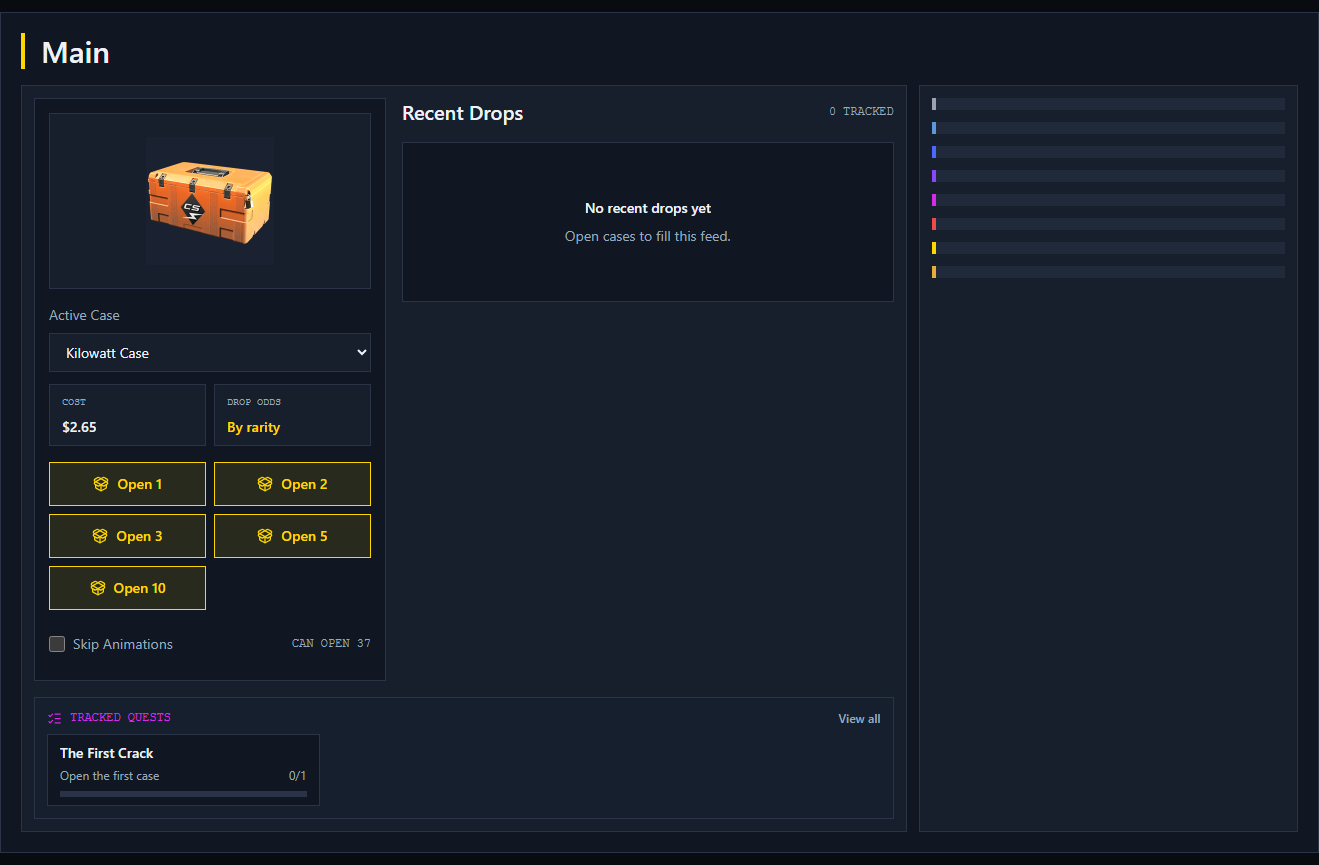 Main
CS
Active Case
Kilowatt Case
COST
$2.65
DROP ODDS
By rarity
Open 1
Open 2
Open 3
Open 5
Open 10
Skip Animations
CAN OPEN 37
Recent Drops
0 TRACKED
No recent drops yet
Open cases to fill this feed.
TRACKED QUESTS
View all
The First Crack
Open the first case
0/1